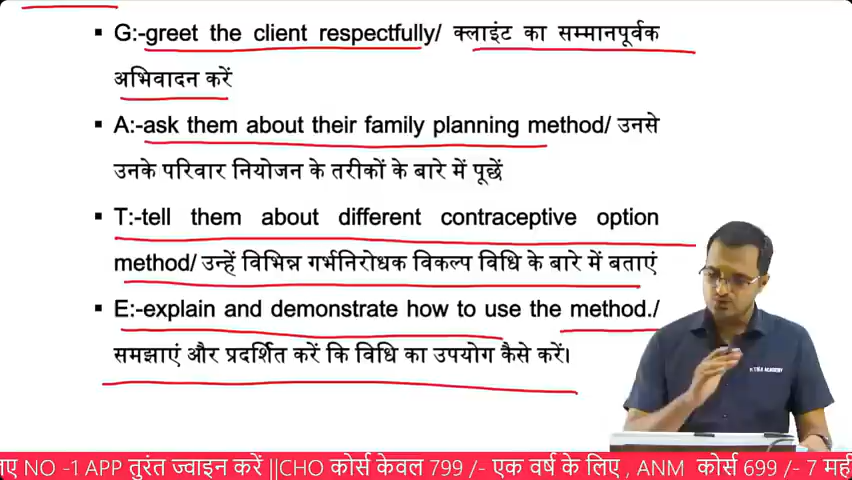 ▪ G:-greet the client respectfully/ क्लाइंट का सम्मानपूर्वक
अभिवादन करें
▪ A:-ask them about their family planning method/ उनसे
उनके परिवार नियोजन के तरीकों के बारे में पूछें
▪ T:-tell them about different contraceptive option
method/ उन्हें विभिन्न गर्भनिरोधक विकल्प विधि के बारे में बताएं
▪ E:-explain and demonstrate how to use the method./
समझाएं और प्रदर्शित करें कि विधि का उपयोग कैसे करें।
ACADEMY
NO -1 APP तुरंत ज्वाइन करें ||CHO कोर्स केवल 799 /- एक वर्ष के लिए , ANM कोर्स 699 /- 7